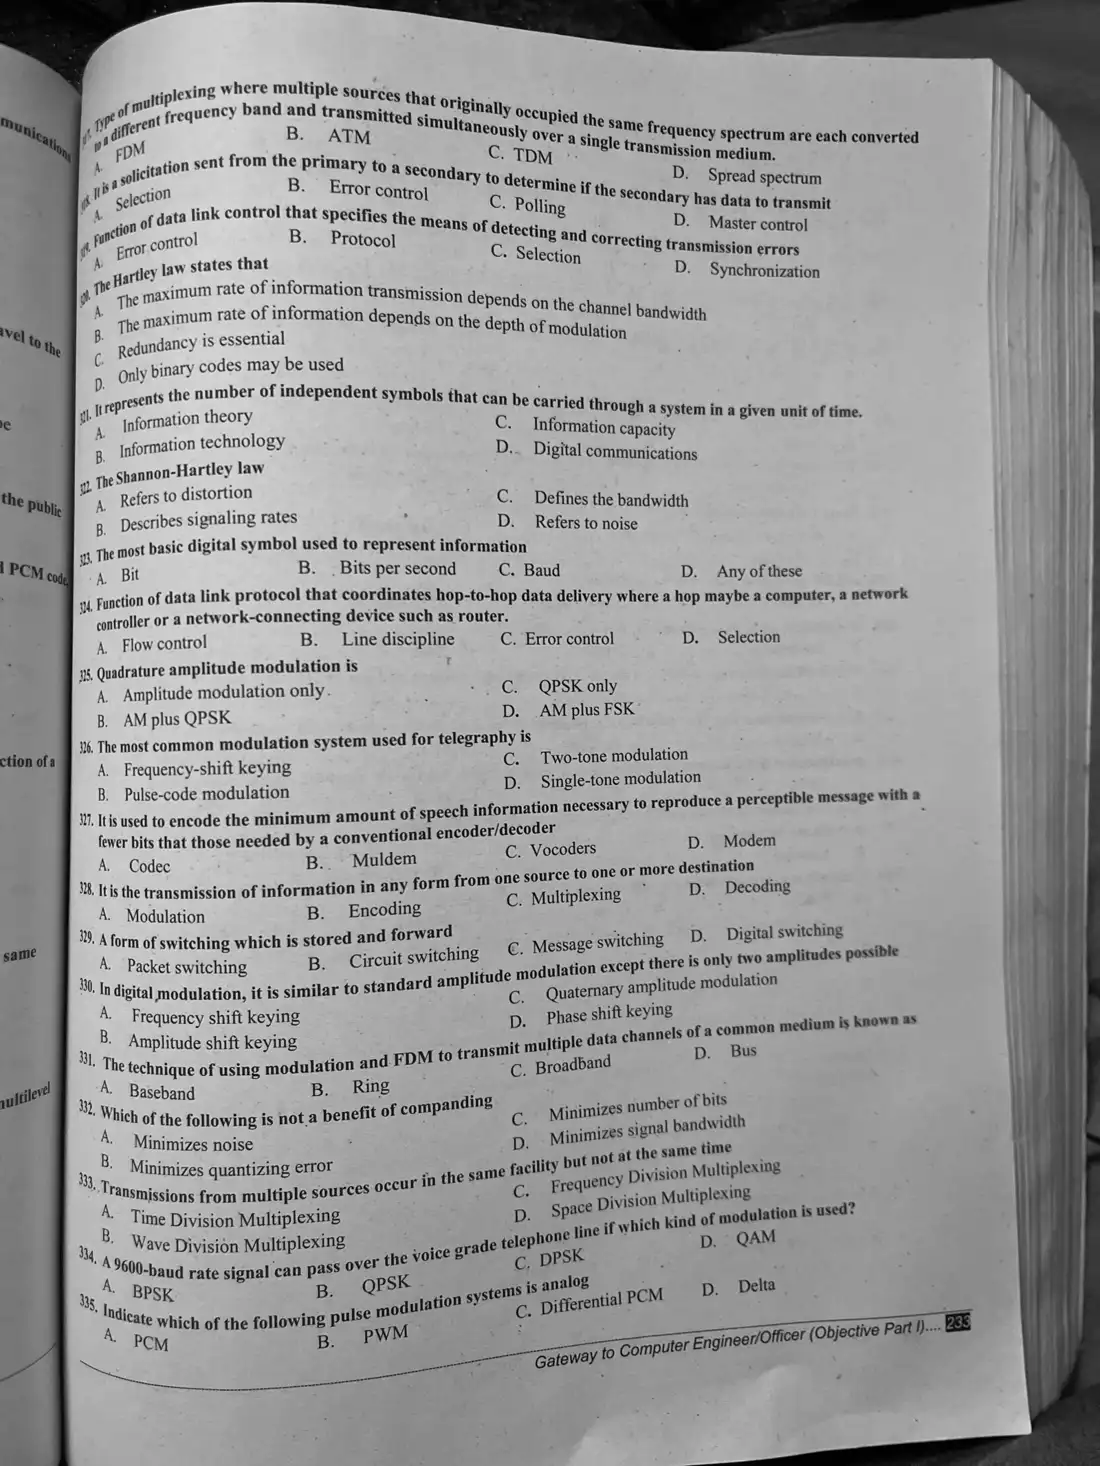 munications
avel to the
the public
l PCM code.
ction of a
same
nultilevel
Type of multiplexing where multiple sources that originally occupied the same frequency spectrum are each converted
to a different frequency band and transmitted simultaneously over a single transmission medium.
A. FDM B. ATM C. TDM D. Spread spectrum
It is a solicitation sent from the primary to a secondary to determine if the secondary has data to transmit
A. Selection B. Error control C. Polling D. Master control
Function of data link control that specifies the means of detecting and correcting transmission errors
A. Error control B. Protocol C. Selection D. Synchronization
320. The Hartley law states that
A. The maximum rate of information transmission depends on the channel bandwidth
B. The maximum rate of information depends on the depth of modulation
C. Redundancy is essential
D. Only binary codes may be used
321. It represents the number of independent symbols that can be carried through a system in a given unit of time.
A. Information theory C. Information capacity
B. Information technology D. Digital communications
322. The Shannon-Hartley law
A. Refers to distortion C. Defines the bandwidth
B. Describes signaling rates D. Refers to noise
323. The most basic digital symbol used to represent information
A. Bit B. Bits per second C. Baud D. Any of these
324. Function of data link protocol that coordinates hop-to-hop data delivery where a hop maybe a computer, a network
controller or a network-connecting device such as router.
A. Flow control B. Line discipline C. Error control D. Selection
325. Quadrature amplitude modulation is
A. Amplitude modulation only C. QPSK only
B. AM plus QPSK D. AM plus FSK
326. The most common modulation system used for telegraphy is
A. Frequency-shift keying C. Two-tone modulation
B. Pulse-code modulation D. Single-tone modulation
327. It is used to encode the minimum amount of speech information necessary to reproduce a perceptible message with a
fewer bits that those needed by a conventional encoder/decoder
A. Codec B. Muldem C. Vocoders D. Modem
328. It is the transmission of information in any form from one source to one or more destination
A. Modulation B. Encoding C. Multiplexing D. Decoding
329. A form of switching which is stored and forward
A. Packet switching B. Circuit switching C. Message switching D. Digital switching
330. In digital modulation, it is similar to standard amplitude modulation except there is only two amplitudes possible
A. Frequency shift keying C. Quaternary amplitude modulation
B. Amplitude shift keying D. Phase shift keying
331. The technique of using modulation and FDM to transmit multiple data channels of a common medium is known as
A. Baseband B. Ring C. Broadband D. Bus
332. Which of the following is not a benefit of companding
A. Minimizes noise C. Minimizes number of bits
B. Minimizes quantizing error D. Minimizes signal bandwidth
333. Transmissions from multiple sources occur in the same facility but not at the same time
A. Time Division Multiplexing C. Frequency Division Multiplexing
B. Wave Division Multiplexing D. Space Division Multiplexing
334. A 9600-baud rate signal can pass over the voice grade telephone line if which kind of modulation is used?
A. BPSK B. QPSK C. DPSK D. QAM
335. Indicate which of the following pulse modulation systems is analog
A. PCM B. PWM C. Differential PCM D. Delta
Gateway to Computer Engineer/Officer (Objective Part I).... 233